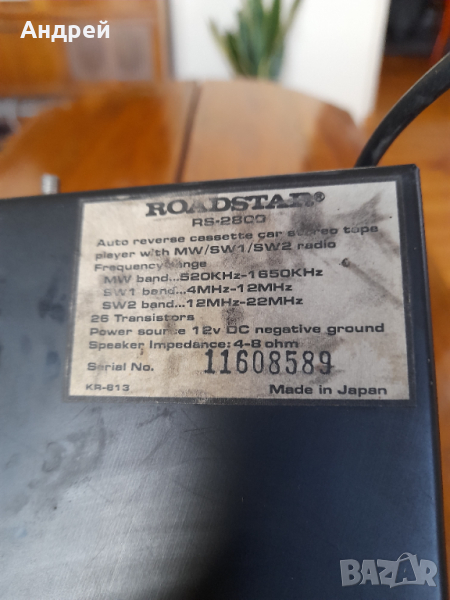 Андрей
ROADSTAR®
RS-2800
Auto reverse cassette car stereo tape
player with MW/SW1/SW2 radio
Frequency range
MW band...520KHz-1650KHz
SW1 band...4MHz-12MHz
SW2 band...12MHz-22MHz
26 Transistors
Power source 12v DC negative ground
Speaker Impedance: 4-8 ohm
Serial No. 11608589
KR-613 Made in Japan
BAZAR